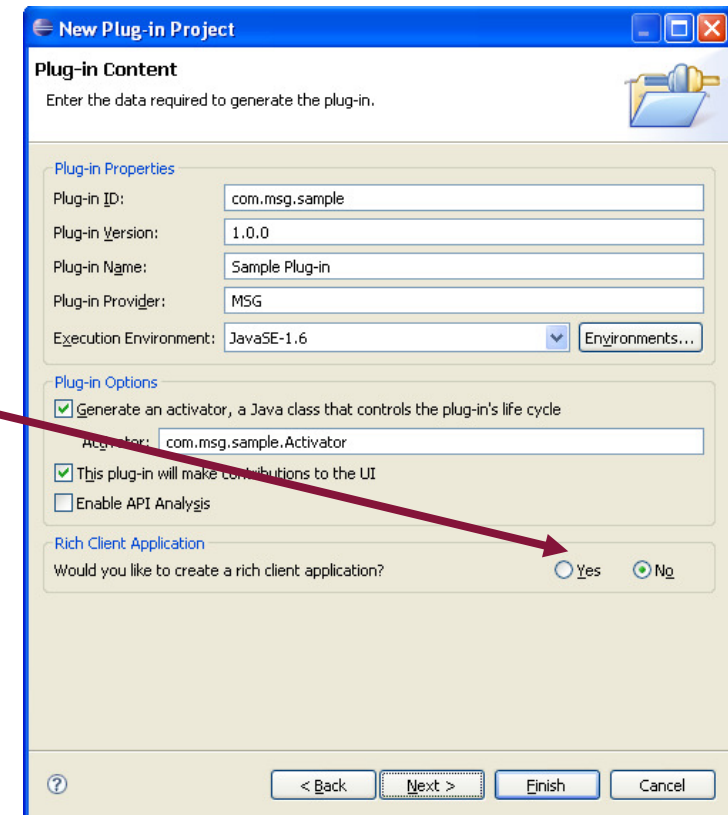 New Plug-in Project
Plug-in Content
Enter the data required to generate the plug-in.
Plug-in Properties
Plug-in ID: com.msg.sample
Plug-in Version: 1.0.0
Plug-in Name: Sample Plug-in
Plug-in Provider: MSG
Execution Environment: JavaSE-1.6 Environments...
Plug-in Options
Generate an activator, a Java class that controls the plug-in's life cycle
Activator: com.msg.sample.Activator
This plug-in will make contributions to the UI
Enable API Analysis
Rich Client Application
Would you like to create a rich client application? Yes No
? < Back Next > Finish Cancel